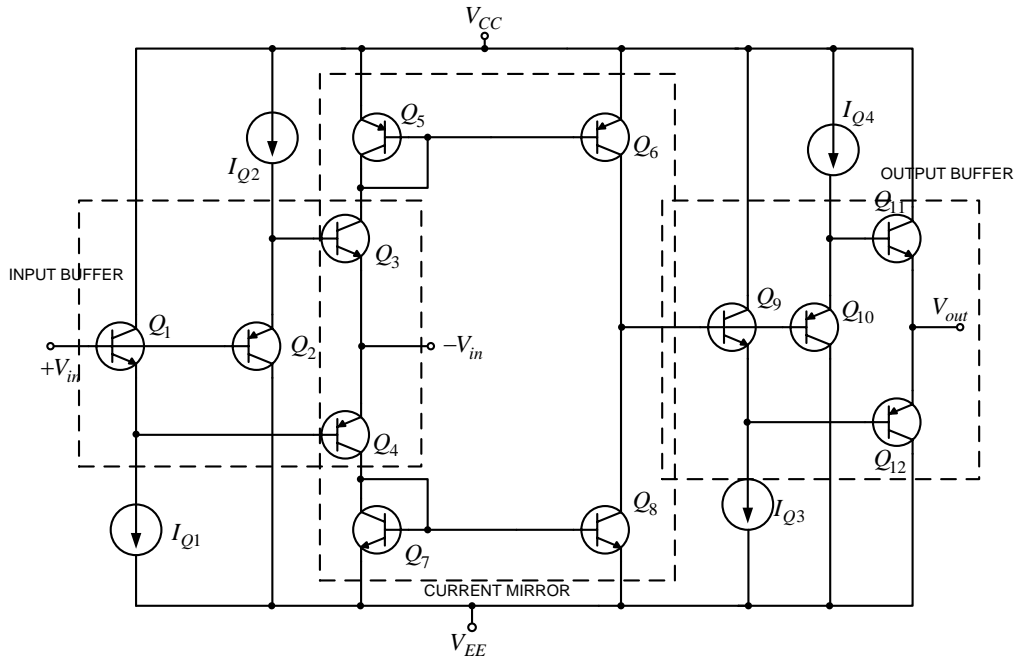 V_CC
Q_5
Q_6
I_Q2
I_Q4
OUTPUT BUFFER
Q_11
Q_3
INPUT BUFFER
Q_1
Q_2
Q_9
Q_10
+V_in
−V_in
V_out
Q_4
Q_12
Q_8
I_Q1
Q_7
I_Q3
CURRENT MIRROR
V_EE